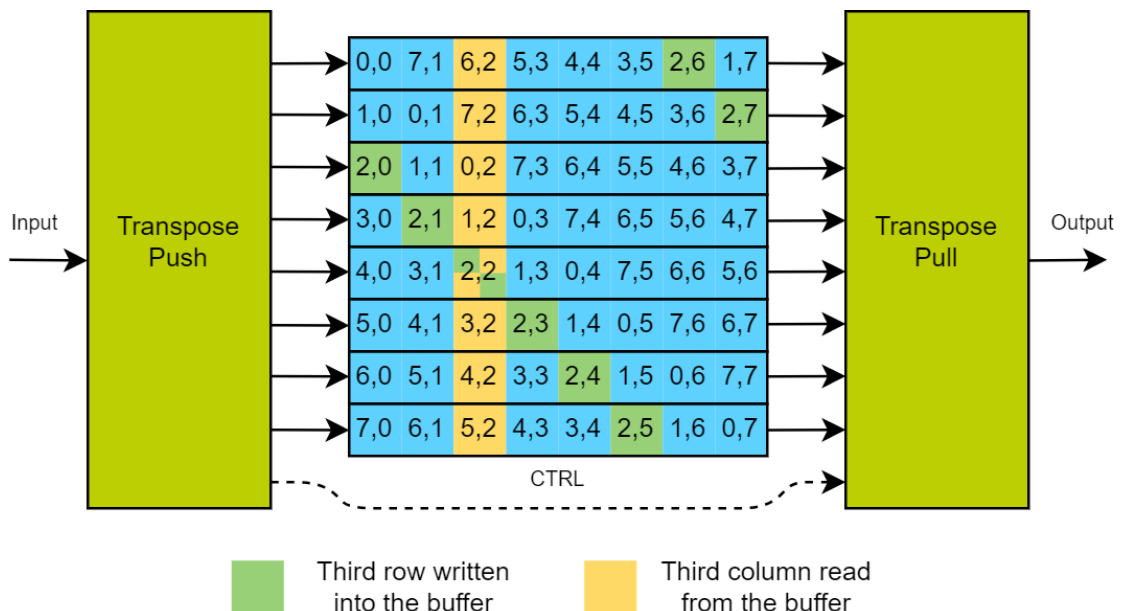 0,0 7,1 6,2 5,3 4,4 3,5 2,6 1,7
1,0 0,1 7,2 6,3 5,4 4,5 3,6 2,7
2,0 1,1 0,2 7,3 6,4 5,5 4,6 3,7
Input
Transpose
Push
3,0 2,1 1,2 0,3 7,4 6,5 5,6 4,7
Transpose
Pull
Output
4,0 3,1 2,2 1,3 0,4 7,5 6,6 5,6
5,0 4,1 3,2 2,3 1,4 0,5 7,6 6,7
6,0 5,1 4,2 3,3 2,4 1,5 0,6 7,7
7,0 6,1 5,2 4,3 3,4 2,5 1,6 0,7
CTRL
Third row written
into the buffer
Third column read
from the buffer